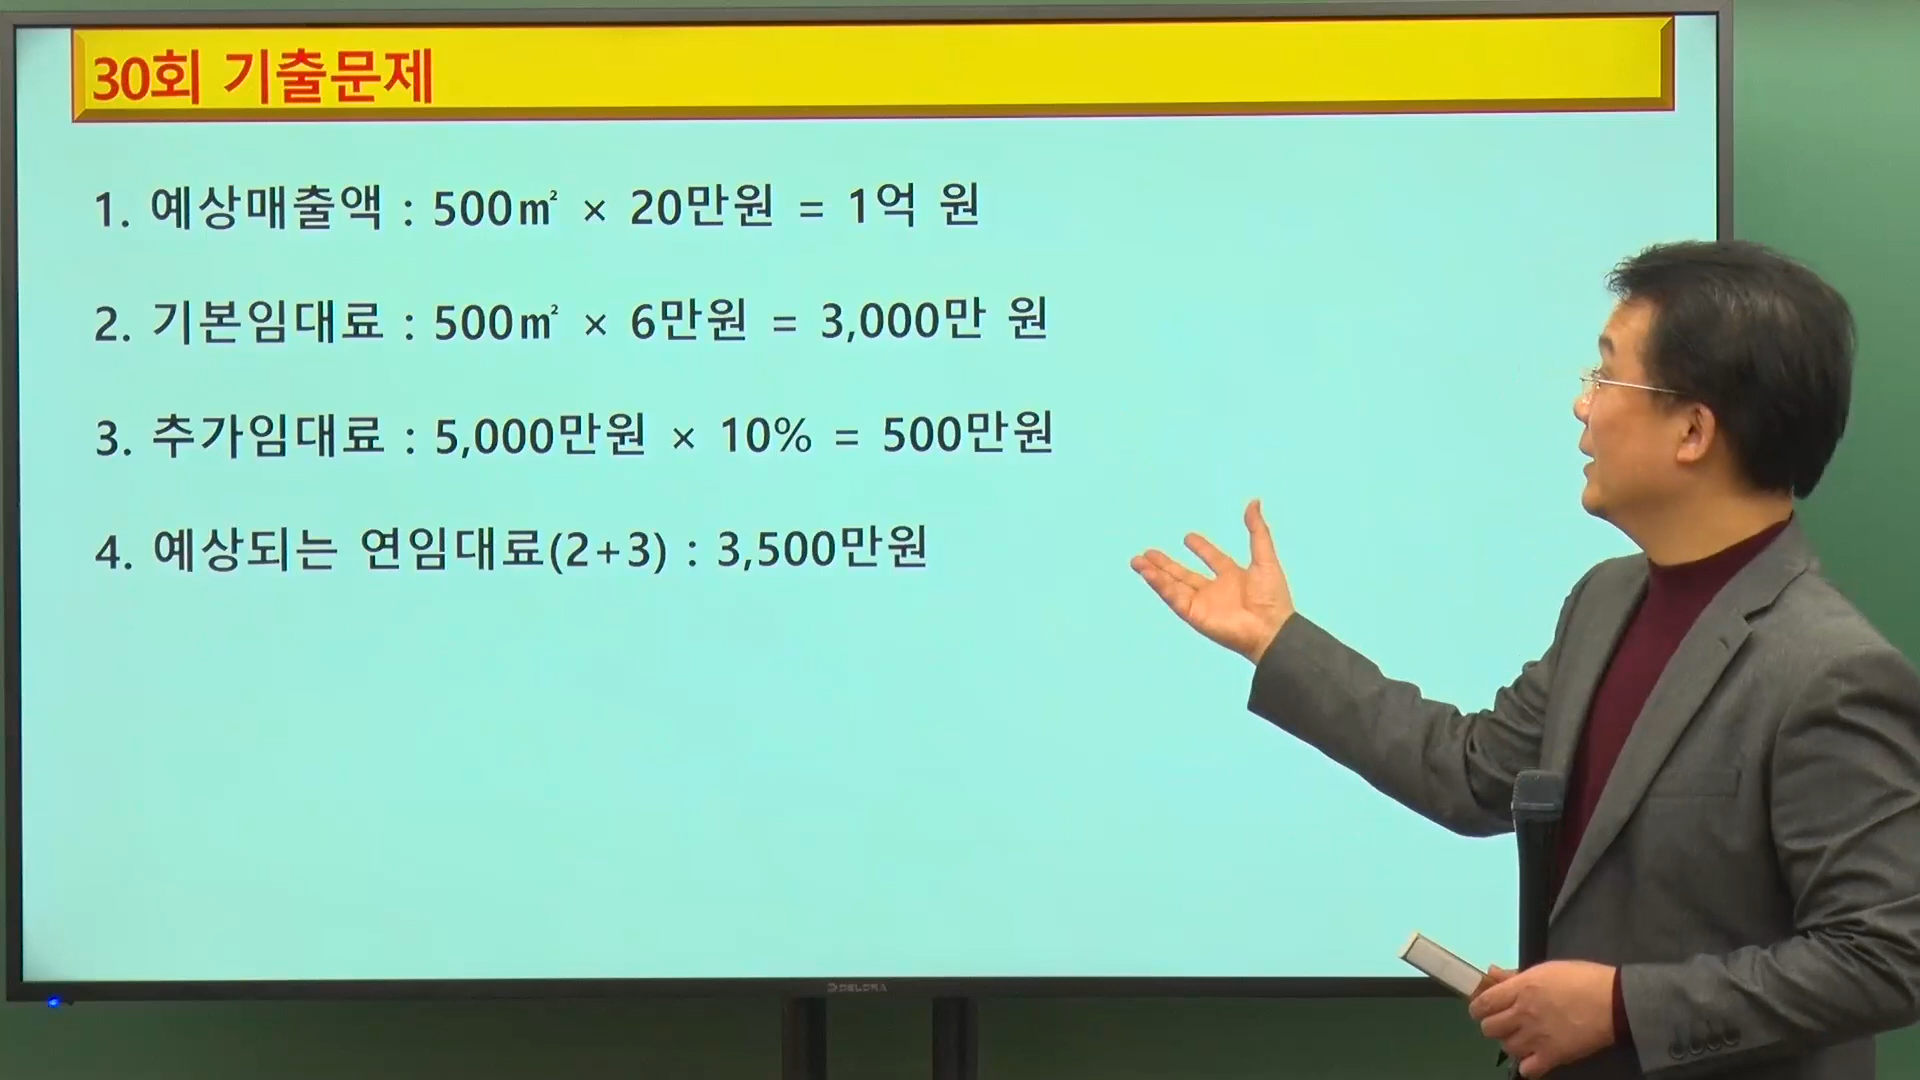 30회 기출문제
1. 예상매출액 : 500㎡ × 20만원 = 1억 원
2. 기본임대료 : 500㎡ × 6만원 = 3,000만 원
3. 추가임대료 : 5,000만원 × 10% = 500만원
4. 예상되는 연임대료(2+3) : 3,500만원
DELORA